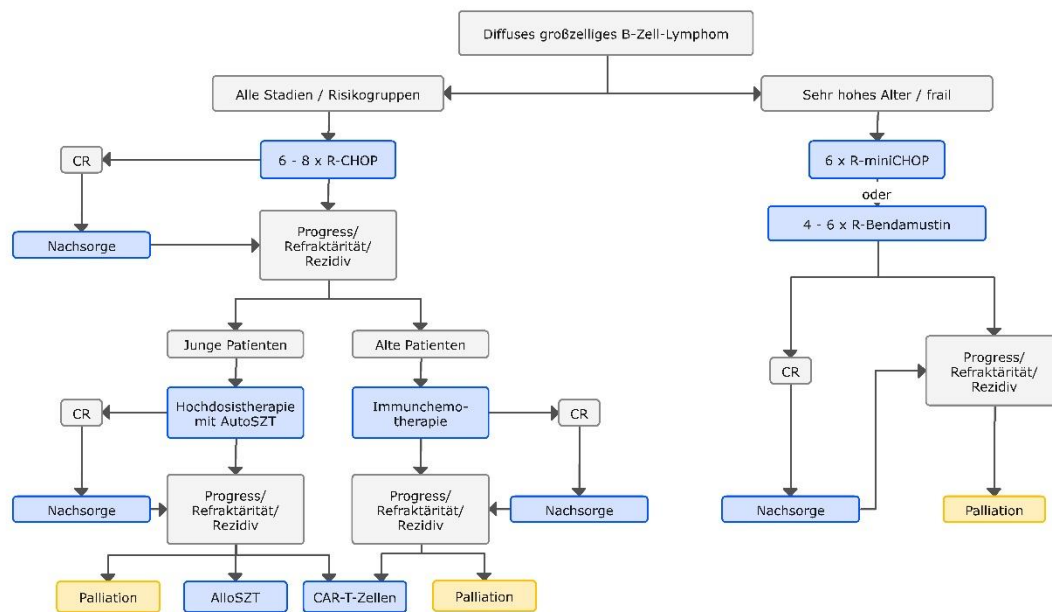 Diffuses großzelliges B-Zell-Lymphom
Alle Stadien / Risikogruppen
Sehr hohes Alter / frail
CR
6 - 8 x R-CHOP
6 x R-miniCHOP
oder
Nachsorge
Progress/
Refraktärität/
Rezidiv
4 - 6 x R-Bendamustin
Junge Patienten
Alte Patienten
CR
Progress/
Refraktärität/
Rezidiv
CR
Hochdosistherapie
mit AutoSZT
Immunchemo-
therapie
CR
Nachsorge
Progress/
Refraktärität/
Rezidiv
Progress/
Refraktärität/
Rezidiv
Nachsorge
Nachsorge
Palliation
Palliation
AlloSZT
CAR-T-Zellen
Palliation